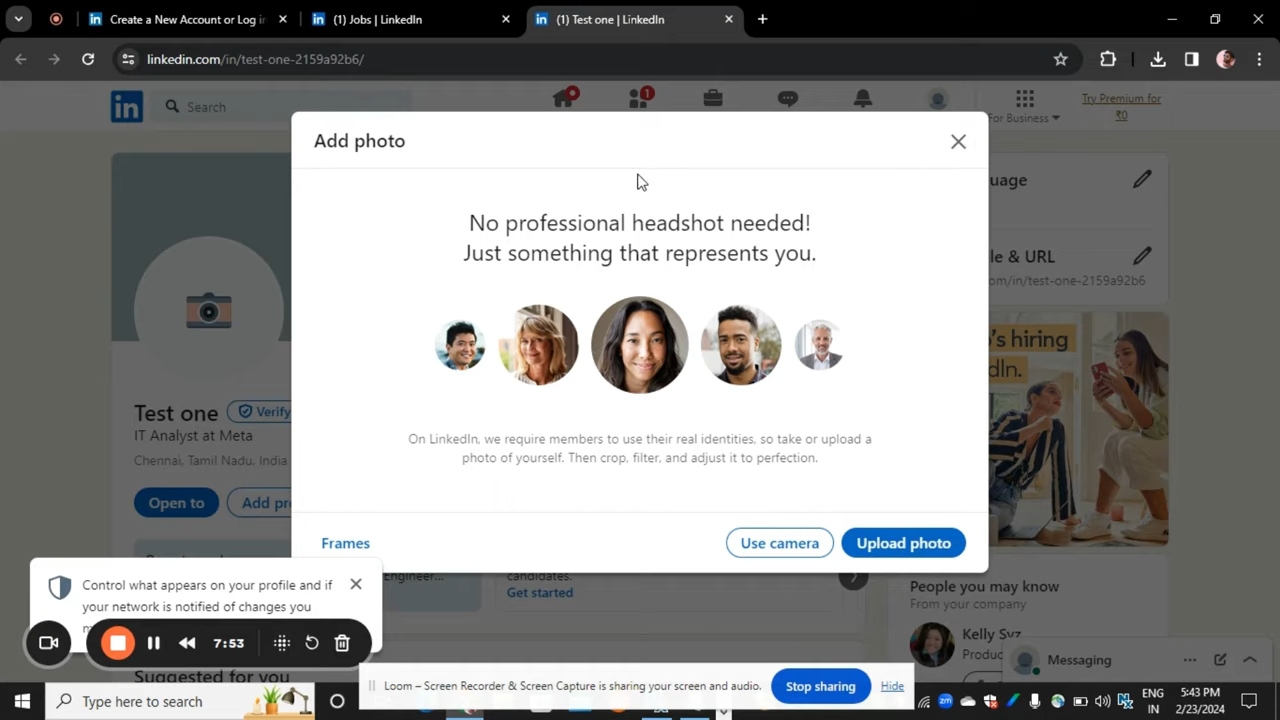 Create a New Account or Log in
(1) Jobs | LinkedIn
(1) Test one | LinkedIn
linkedin.com/in/test-one-2159a92b6/
in
Search
1
For Business
Try Premium for
₹0
Add photo
No professional headshot needed!
Just something that represents you.
On LinkedIn, we require members to use their real identities, so take or upload a
photo of yourself. Then crop, filter, and adjust it to perfection.
Frames
Use camera
Upload photo
Test one
Verify
IT Analyst at Meta
Chennai, Tamil Nadu, India
Open to
Add pr
uage
le & URL
om/in/test-one-2159a92b6
o's hiring
dIn.
Engineer...
candidates.
Get started
People you may know
From your company
Kelly Syz
Produc
Messaging
Control what appears on your profile and if
your network is notified of changes you
7:53
Suggested for you
Loom – Screen Recorder & Screen Capture is sharing your screen and audio.
Stop sharing
Hide
Type here to search
zm
ENG
IN
5:43 PM
2/23/2024